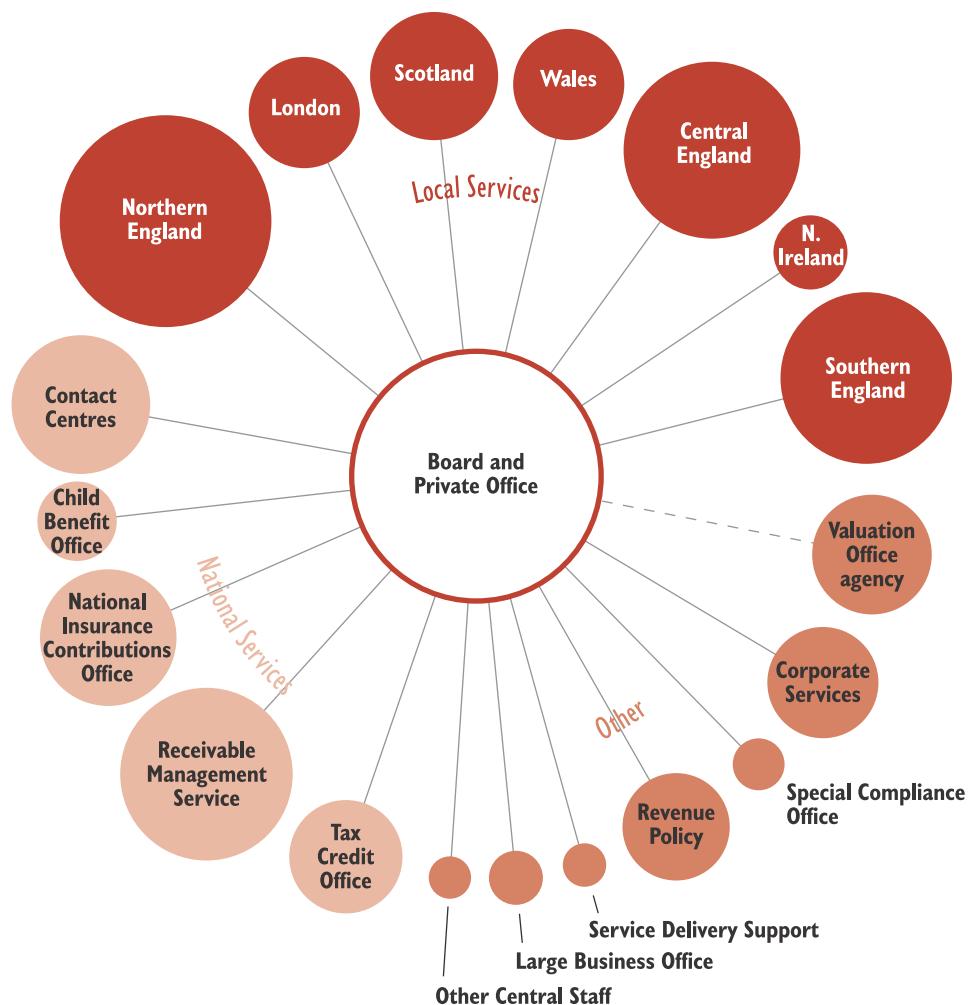 Scotland
Wales
London
Central
England
Local Services
Northern
England
N.
Ireland
Southern
England
Contact
Centres
Board and
Private Office
Child
Benefit
Office
Valuation
Office
agency
National Services
National
Insurance
Contributions
Office
Corporate
Services
Other
Receivable
Management
Service
Special Compliance
Office
Revenue
Policy
Tax
Credit
Office
Service Delivery Support
Large Business Office
Other Central Staff